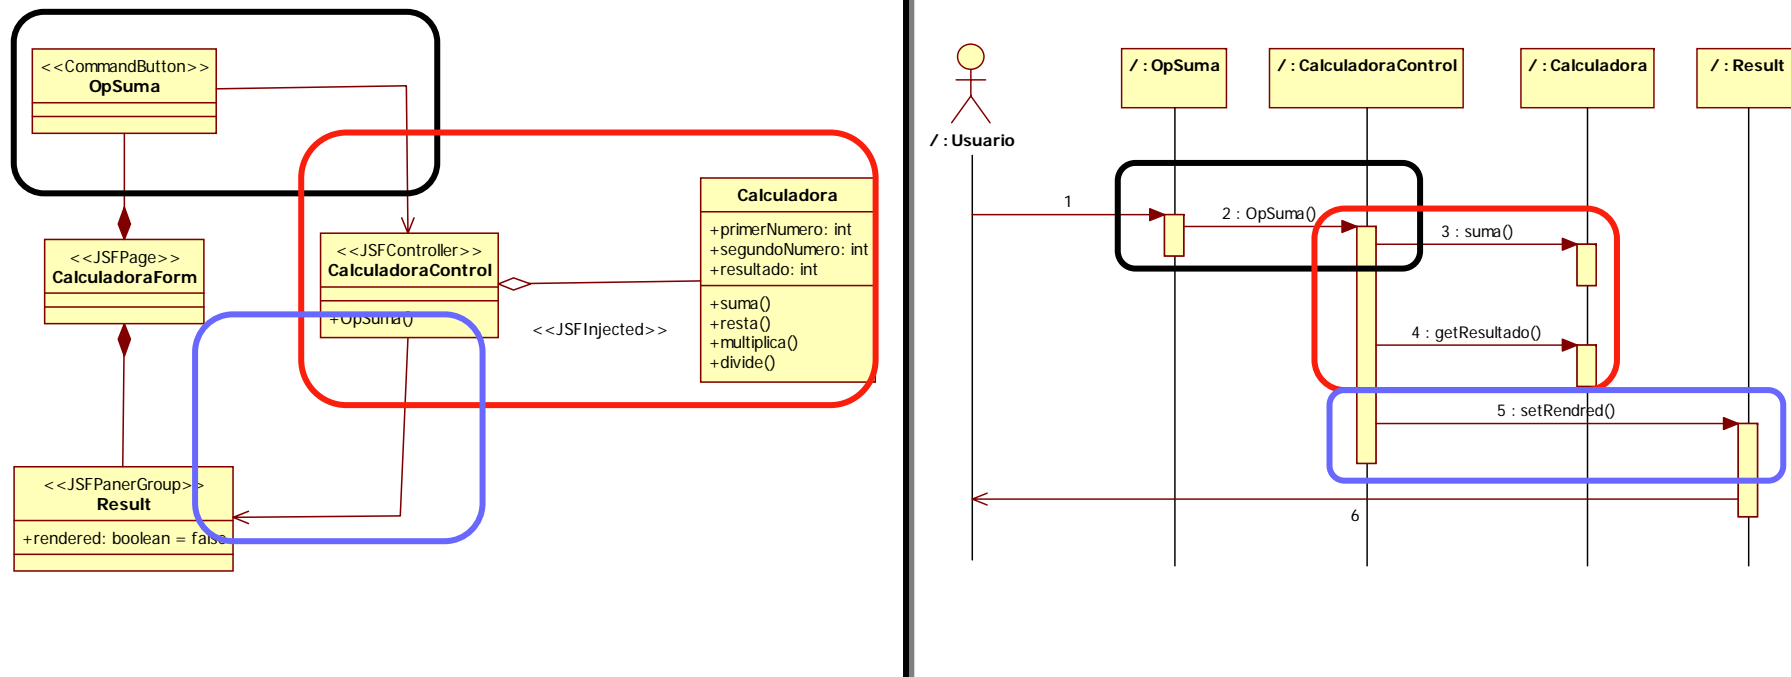 <<CommandButton>>
OpSuma
<<JSFPage>>
CalculadoraForm
<<JSFController>>
CalculadoraControl
+OpSuma()
<<JSFInjected>>
Calculadora
+primerNumero: int
+segundoNumero: int
+resultado: int
+suma()
+resta()
+multiplica()
+divide()
<<JSFPanerGroup>>
Result
+rendered: boolean = false
/ : Usuario
/ : OpSuma
/ : CalculadoraControl
/ : Calculadora
/ : Result
1
2 : OpSuma()
3 : suma()
4 : getResultado()
5 : setRendred()
6